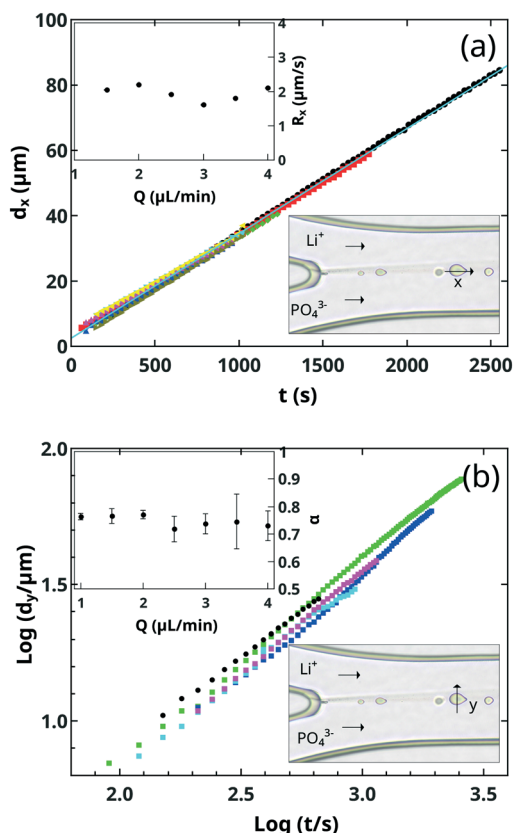 (a)
100
80
60
40
20
0
dx (μm)
0
500
1000
1500
2000
2500
t (s)
4
3
2
1
0
Rx (μm/s)
1
2
3
4
Q (μL/min)
Li+
PO43-
x
(b)
2.0
1.5
1.0
Log (dy/μm)
2.0
2.5
3.0
3.5
Log (t/s)
1
0.9
0.8
0.7
0.6
0.5
α
1
2
3
4
Q (μL/min)
Li+
PO43-
y